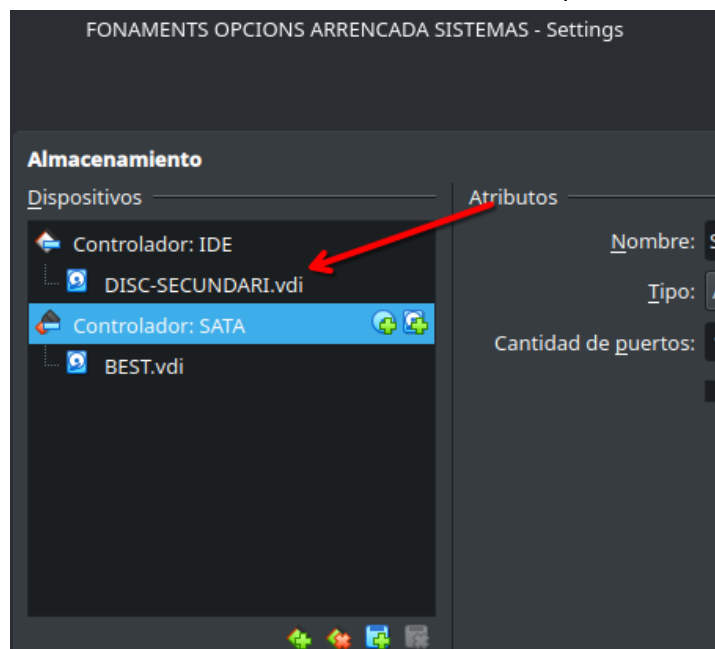 FONAMENTS OPCIONS ARRENCADA SISTEMAS - Settings
Almacenamiento
Dispositivos
Atributos
Controlador: IDE
Nombre:
DISC-SECUNDARI.vdi
Tipo:
Controlador: SATA
Cantidad de puertos:
BEST.vdi